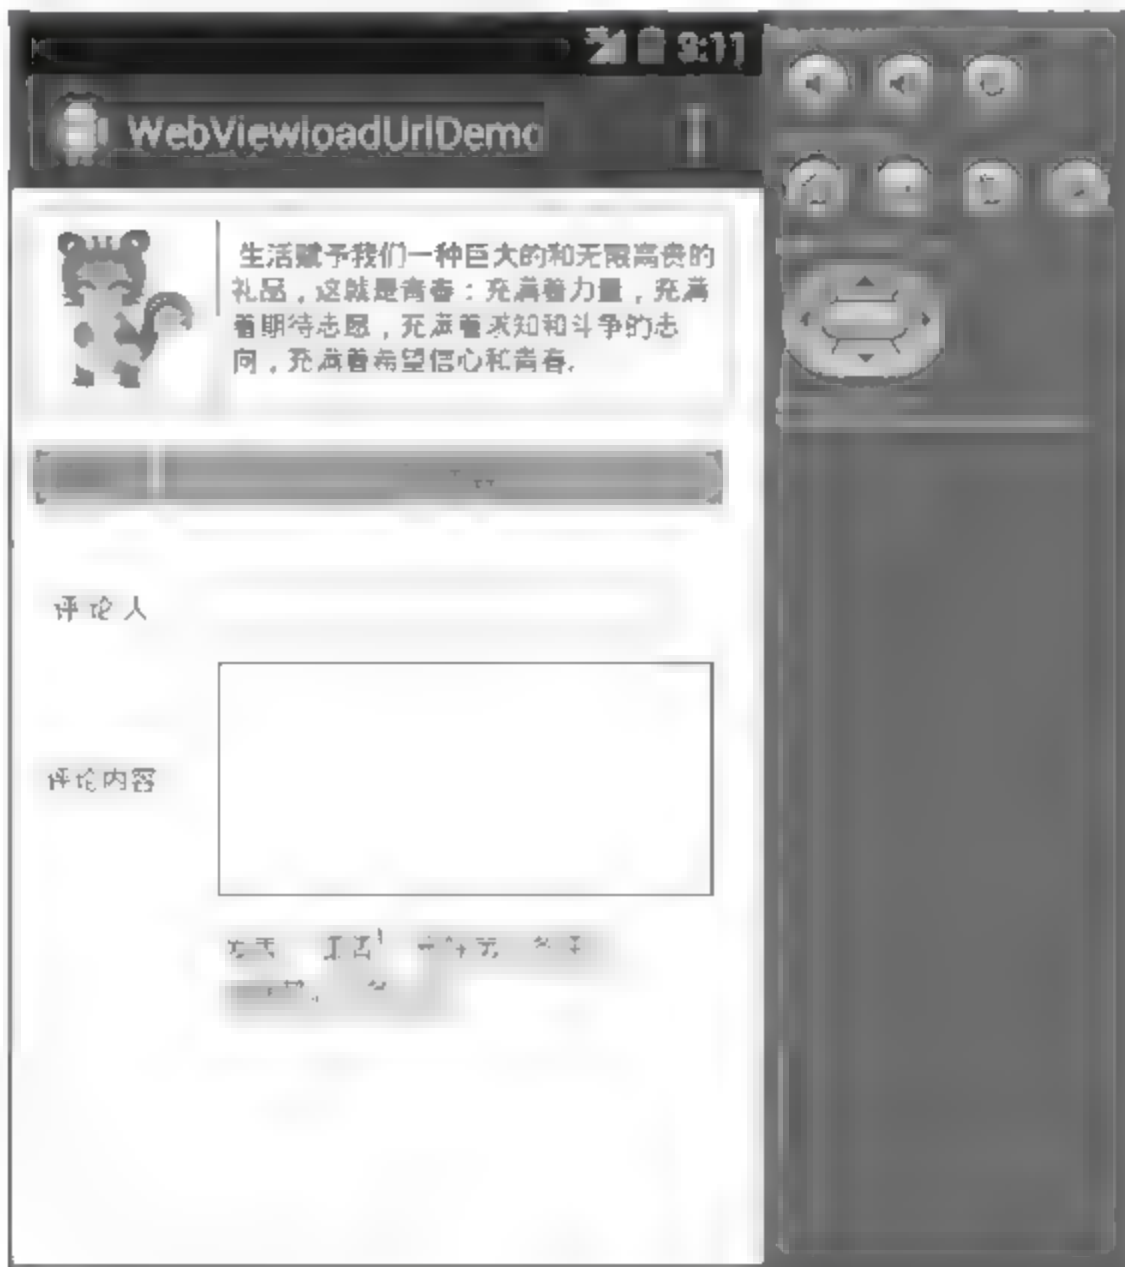 3:11
WebViewloadUrlDemo
生活赋予我们一种巨大的和无限高贵的
礼品，这就是青春：充满着力量，充满
着期待志愿，充满着求知和斗争的志
向，充满着希望信心和青春。
评论人
评论内容